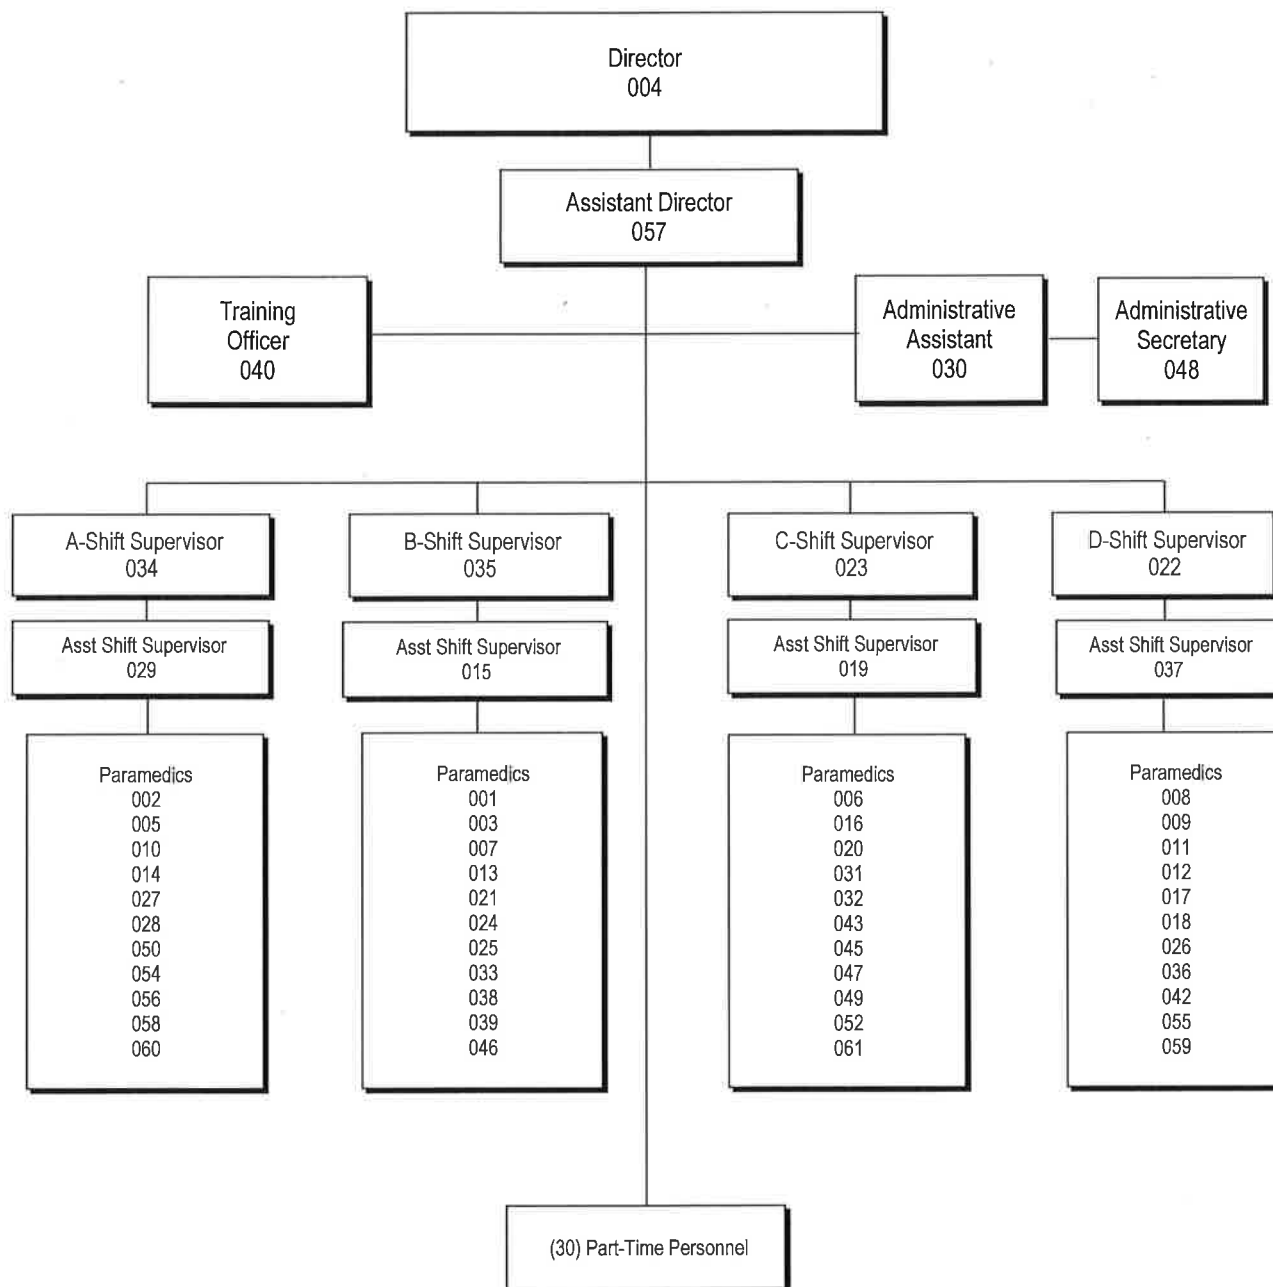 Director
004
Assistant Director
057
Training
Officer
040
Administrative
Assistant
030
Administrative
Secretary
048
A-Shift Supervisor
034
B-Shift Supervisor
035
C-Shift Supervisor
023
D-Shift Supervisor
022
Asst Shift Supervisor
029
Asst Shift Supervisor
015
Asst Shift Supervisor
019
Asst Shift Supervisor
037
Paramedics
002
005
010
014
027
028
050
054
056
058
060
Paramedics
001
003
007
013
021
024
025
033
038
039
046
Paramedics
006
016
020
031
032
043
045
047
049
052
061
Paramedics
008
009
011
012
017
018
026
036
042
055
059
(30) Part-Time Personnel